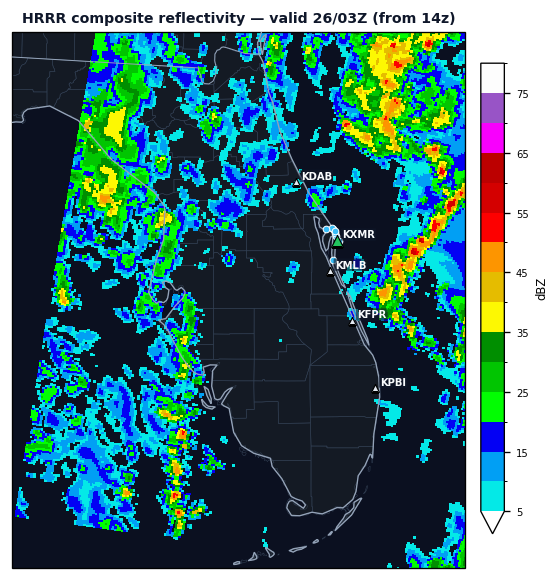 HRRR composite reflectivity — valid 26/03Z (from 14z)
KDAB
KXMR
KMLB
KFPR
KPBI
75
65
55
45
35
25
15
5
dBZ